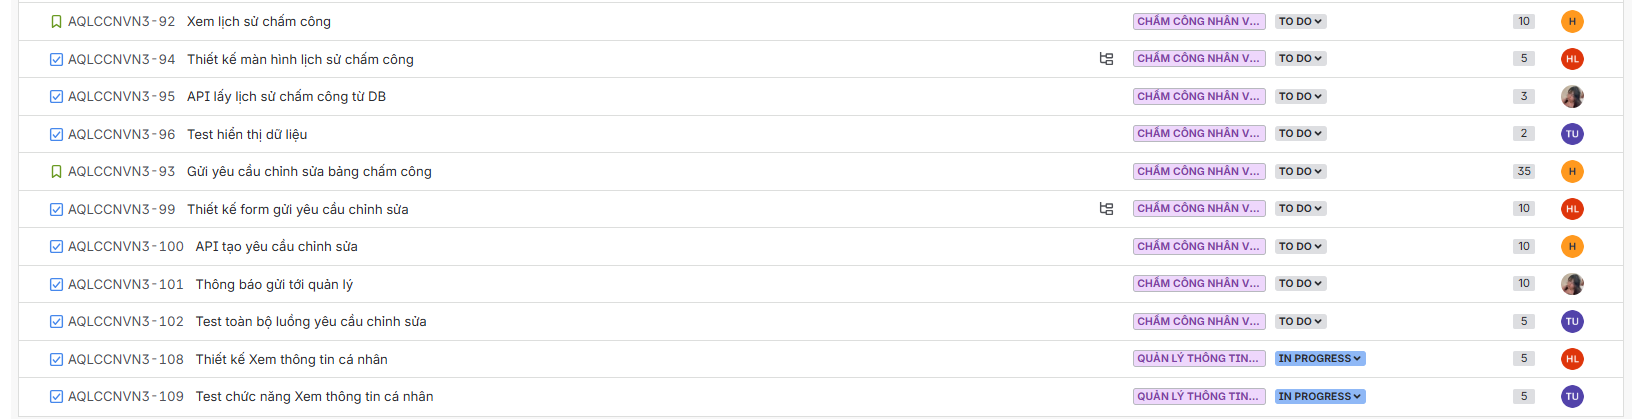 AQLCCNVN3-92 Xem lịch sử chấm công CHẤM CÔNG NHÂN V... TO DO 10 H
AQLCCNVN3-94 Thiết kế màn hình lịch sử chấm công CHẤM CÔNG NHÂN V... TO DO 5 HL
AQLCCNVN3-95 API lấy lịch sử chấm công từ DB CHẤM CÔNG NHÂN V... TO DO 3
AQLCCNVN3-96 Test hiển thị dữ liệu CHẤM CÔNG NHÂN V... TO DO 2 TU
AQLCCNVN3-93 Gửi yêu cầu chỉnh sửa bảng chấm công CHẤM CÔNG NHÂN V... TO DO 35 H
AQLCCNVN3-99 Thiết kế form gửi yêu cầu chỉnh sửa CHẤM CÔNG NHÂN V... TO DO 10 HL
AQLCCNVN3-100 API tạo yêu cầu chỉnh sửa CHẤM CÔNG NHÂN V... TO DO 10 H
AQLCCNVN3-101 Thông báo gửi tới quản lý CHẤM CÔNG NHÂN V... TO DO 10
AQLCCNVN3-102 Test toàn bộ luồng yêu cầu chỉnh sửa CHẤM CÔNG NHÂN V... TO DO 5 TU
AQLCCNVN3-108 Thiết kế Xem thông tin cá nhân QUẢN LÝ THÔNG TIN... IN PROGRESS 5 HL
AQLCCNVN3-109 Test chức năng Xem thông tin cá nhân QUẢN LÝ THÔNG TIN... IN PROGRESS 5 TU